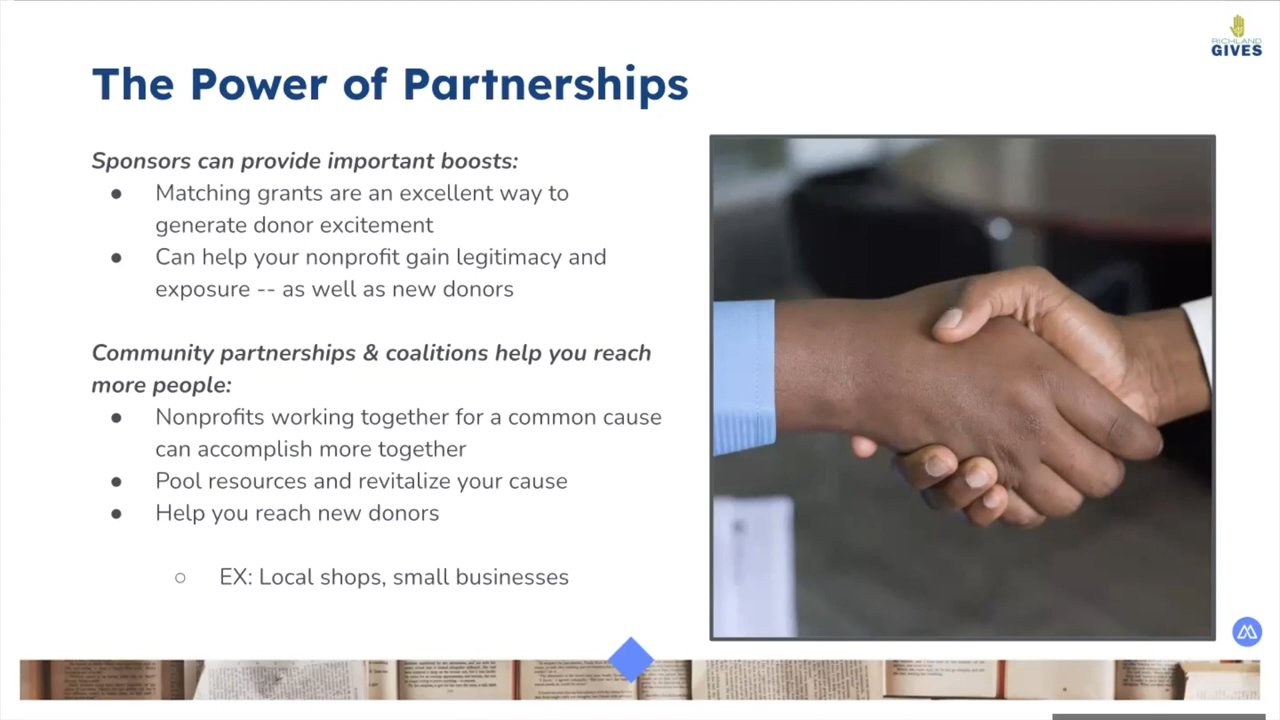 RICHLAND
GIVES
The Power of Partnerships
Sponsors can provide important boosts:
● Matching grants are an excellent way to
generate donor excitement
● Can help your nonprofit gain legitimacy and
exposure -- as well as new donors
Community partnerships & coalitions help you reach
more people:
● Nonprofits working together for a common cause
can accomplish more together
● Pool resources and revitalize your cause
● Help you reach new donors
○ EX: Local shops, small businesses